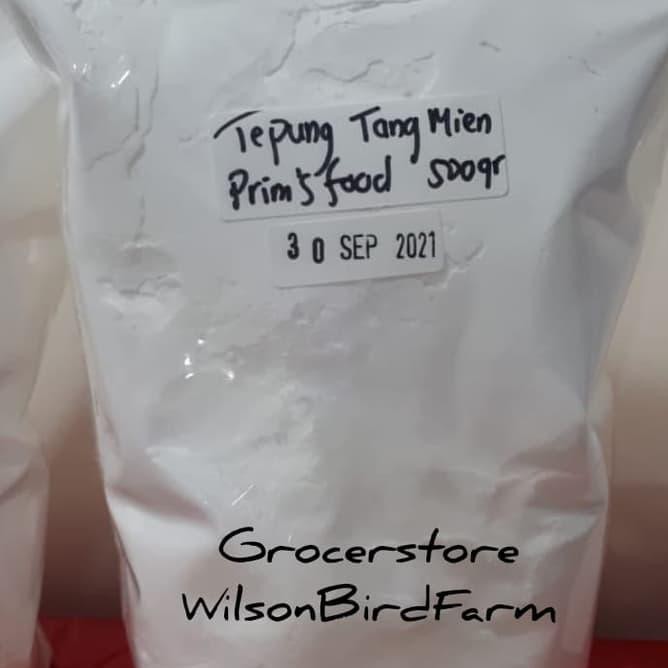 Tepung Tang Mien
Prim's food 500gr
30 SEP 2021
Grocerstore
WilsonBirdFarm